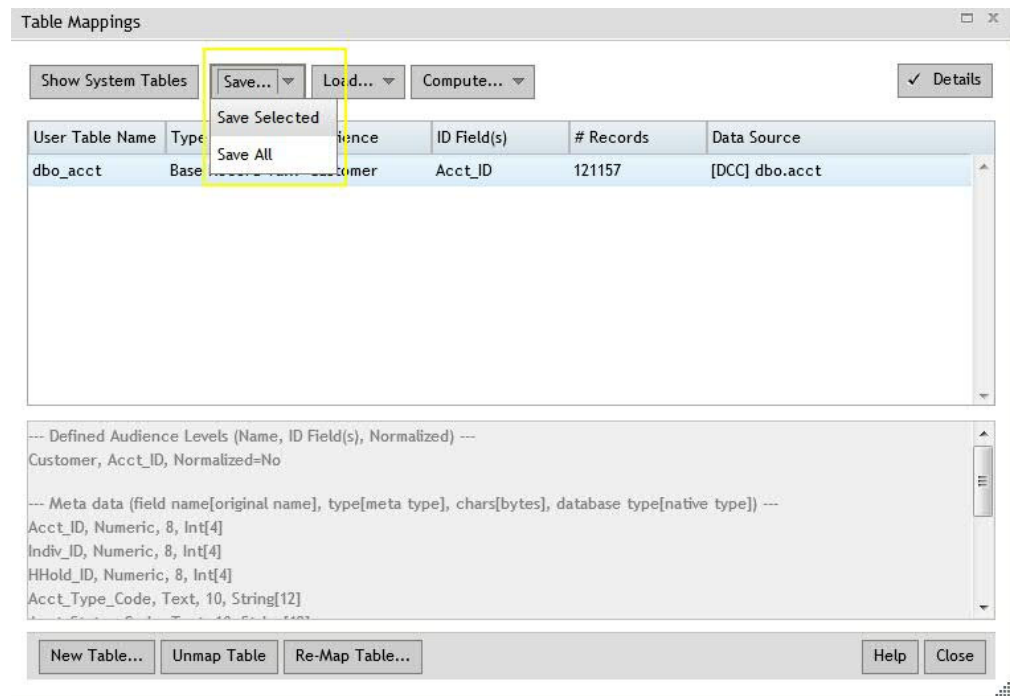 Table Mappings
Show System Tables Save... Load... Compute... ✓ Details
Save Selected
Save All
User Table Name Type ID Field(s) # Records Data Source
dbo_acct Base Acct_ID 121157 [DCC] dbo.acct
--- Defined Audience Levels (Name, ID Field(s), Normalized) ---
Customer, Acct_ID, Normalized=No
--- Meta data (field name[original name], type[meta type], chars[bytes], database type[native type]) ---
Acct_ID, Numeric, 8, Int[4]
Indiv_ID, Numeric, 8, Int[4]
HHold_ID, Numeric, 8, Int[4]
Acct_Type_Code, Text, 10, String[12]
New Table... Unmap Table Re-Map Table... Help Close